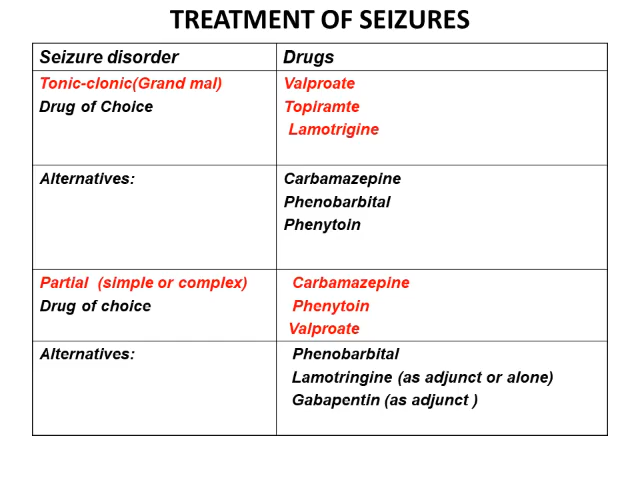 TREATMENT OF SEIZURES
Seizure disorder Drugs
Tonic-clonic(Grand mal) Valproate
Drug of Choice Topiramte
Lamotrigine
Alternatives: Carbamazepine
Phenobarbital
Phenytoin
Partial (simple or complex) Carbamazepine
Drug of choice Phenytoin
Valproate
Alternatives: Phenobarbital
Lamotringine (as adjunct or alone)
Gabapentin (as adjunct )